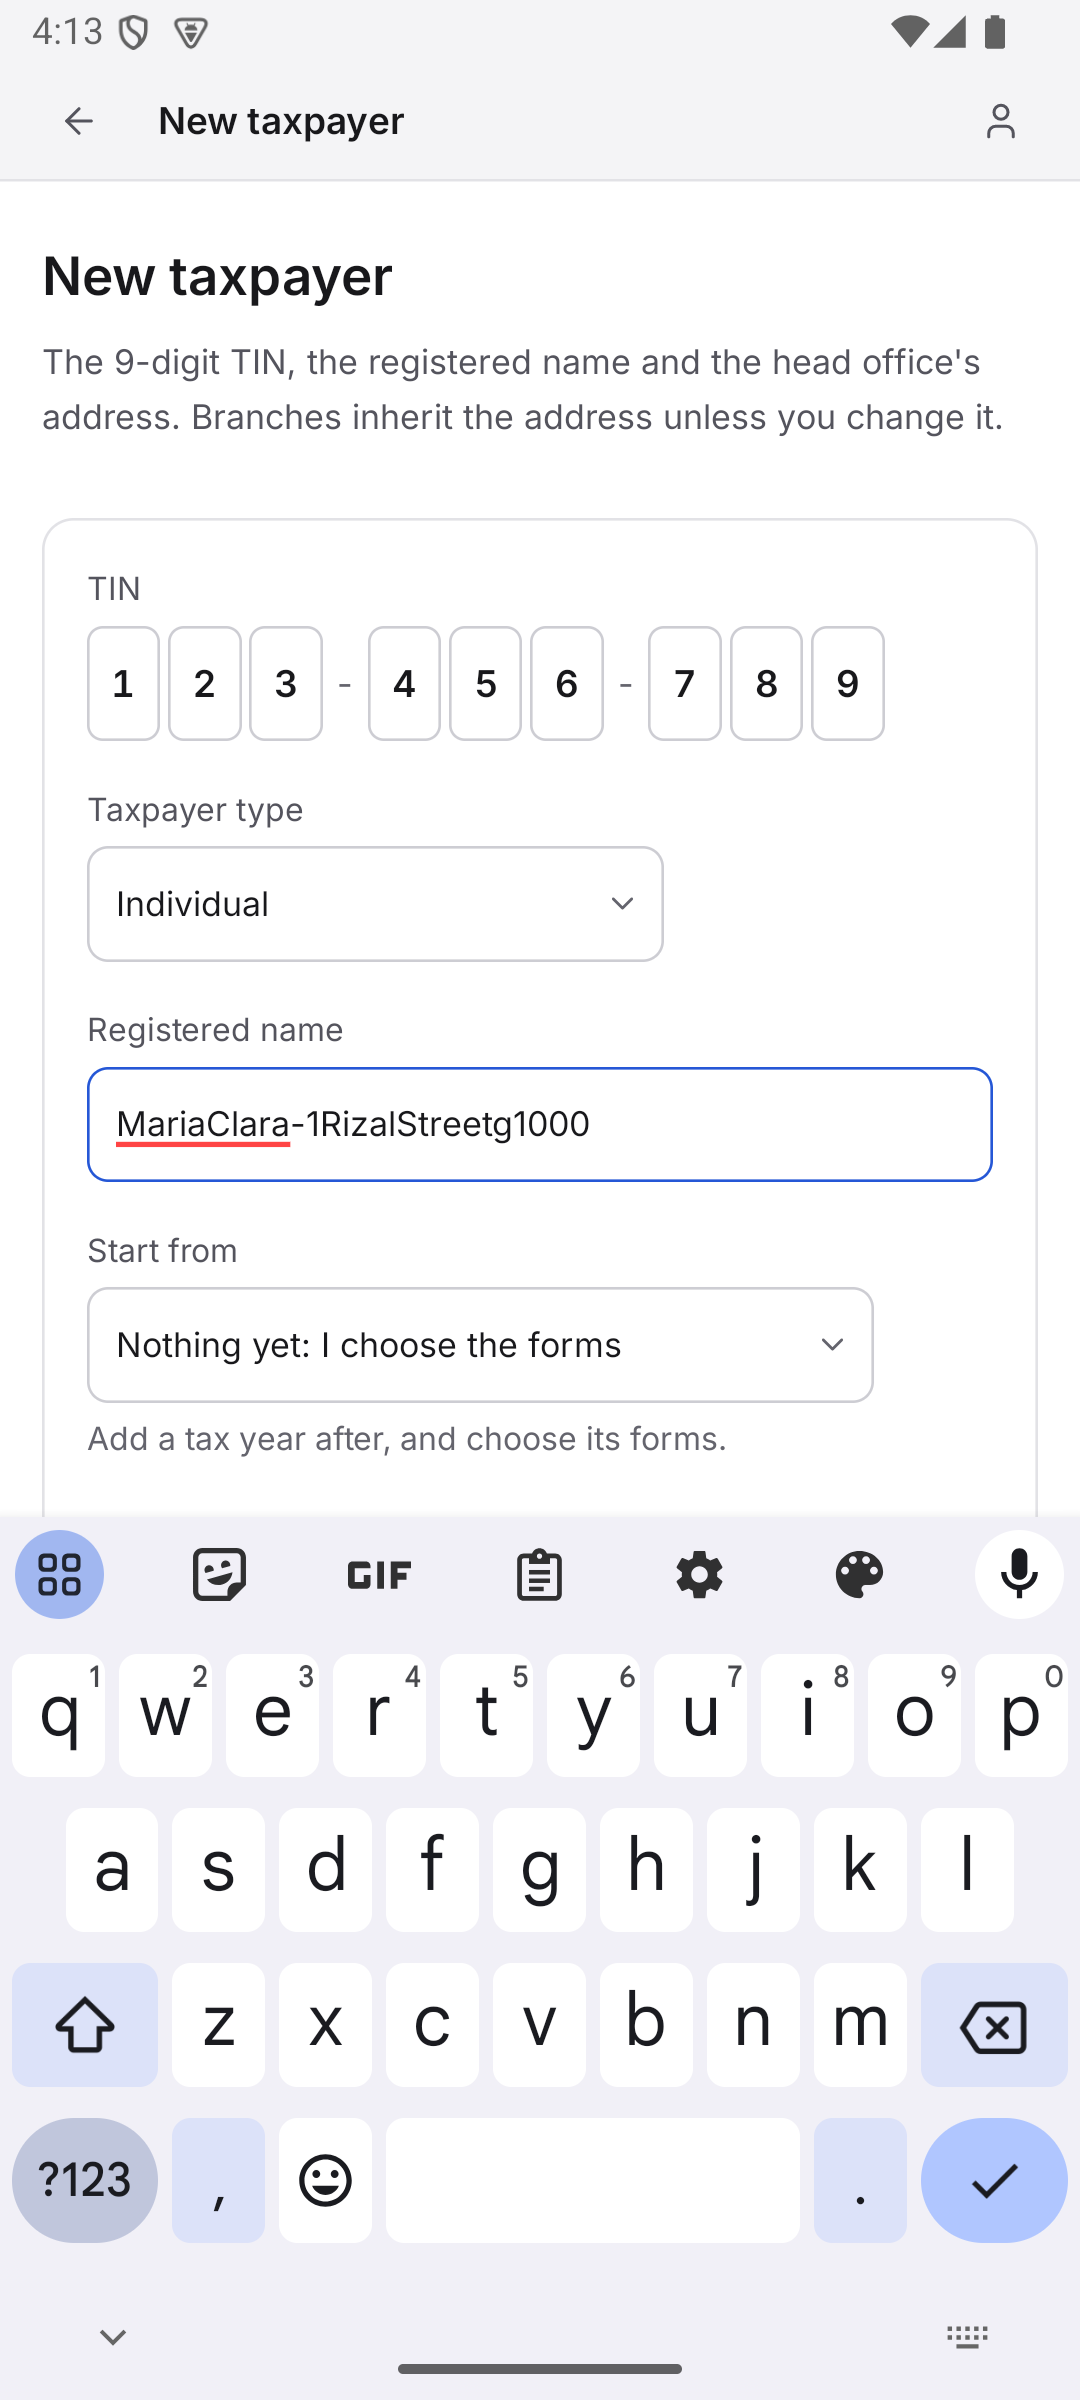 4:13
New taxpayer
New taxpayer
The 9-digit TIN, the registered name and the head office's
address. Branches inherit the address unless you change it.
TIN
1 2 3 - 4 5 6 - 7 8 9
Taxpayer type
Individual
Registered name
MariaClara-1RizalStreetg1000
Start from
Nothing yet: I choose the forms
Add a tax year after, and choose its forms.
GIF
q1 w2 e3 r4 t5 y6 u7 i8 o9 p0
a s d f g h j k l
z x c v b n m
?123 , .